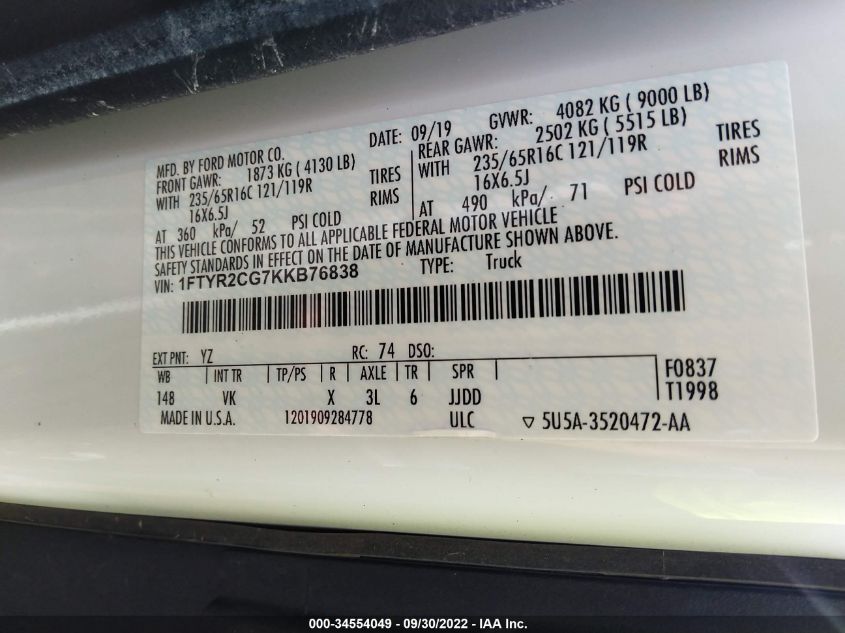 MFD. BY FORD MOTOR CO.
DATE: 09/19 GVWR: 4082 KG ( 9000 LB)
FRONT GAWR: 1873 KG ( 4130 LB)
REAR GAWR: 2502 KG ( 5515 LB)
WITH 235/65R16C 121/119R TIRES
16X6.5J RIMS
AT 360 kPa/ 52 PSI COLD
WITH 235/65R16C 121/119R TIRES
16X6.5J RIMS
AT 490 kPa/ 71 PSI COLD
THIS VEHICLE CONFORMS TO ALL APPLICABLE FEDERAL MOTOR VEHICLE
SAFETY STANDARDS IN EFFECT ON THE DATE OF MANUFACTURE SHOWN ABOVE.
VIN: 1FTYR2CG7KKB76838 TYPE: Truck
EXT PNT: YZ RC: 74 DSO:
WB INT TR TP/PS R AXLE TR SPR
148 VK X 3L 6 JJDD
F0837
T1998
MADE IN U.S.A. 1201909284778 ULC ▽ 5U5A-3520472-AA
000-34554049 - 09/30/2022 - IAA Inc.